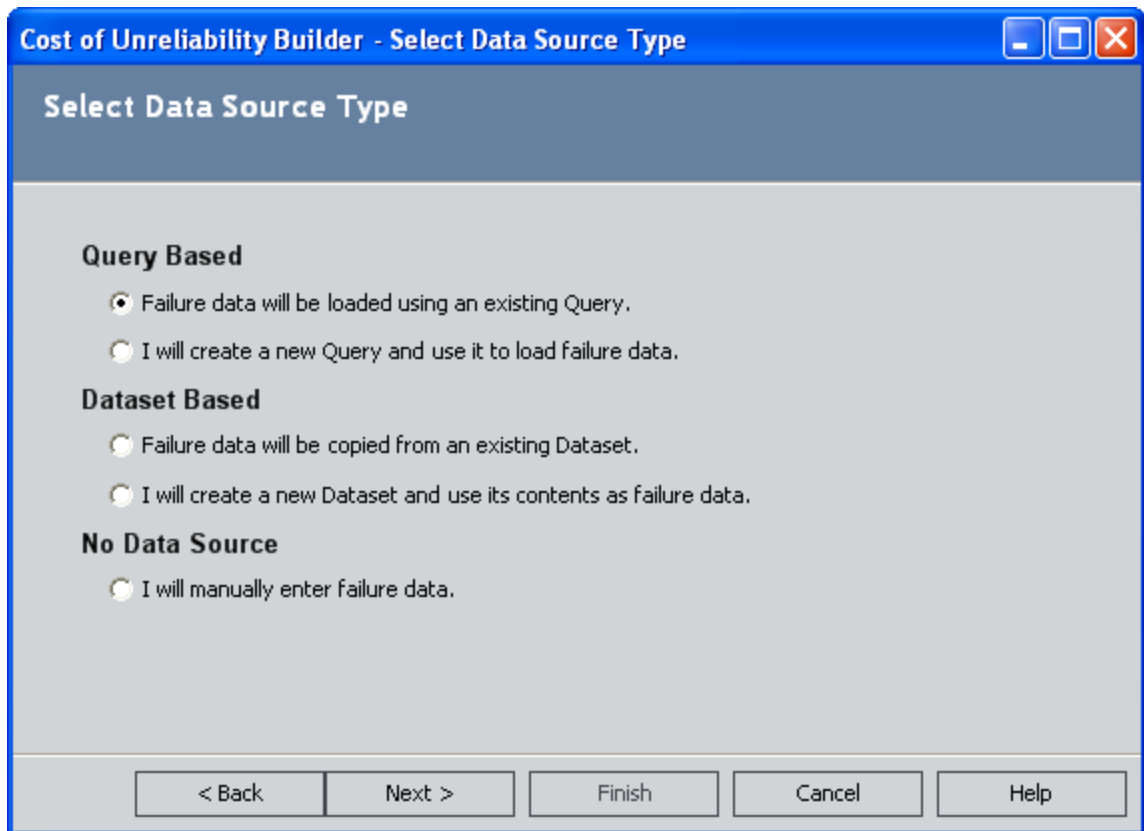 Cost of Unreliability Builder - Select Data Source Type
Select Data Source Type
Query Based
Failure data will be loaded using an existing Query.
I will create a new Query and use it to load failure data.
Dataset Based
Failure data will be copied from an existing Dataset.
I will create a new Dataset and use its contents as failure data.
No Data Source
I will manually enter failure data.
< Back Next > Finish Cancel Help